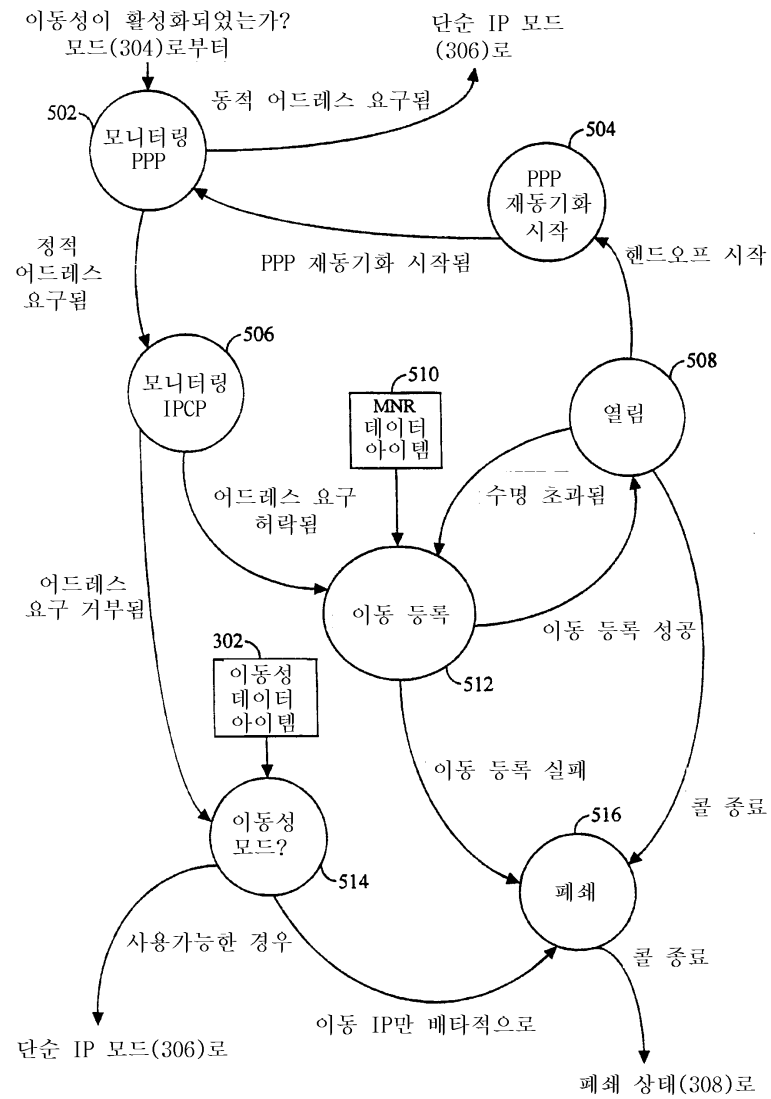 이동성이 활성화되었는가?
모드(304)로부터
단순 IP 모드
(306)로
502
동적 어드레스 요구됨
모니터링
PPP
504
PPP
재동기화
시작
정적
어드레스
요구됨
PPP 재동기화 시작됨
핸드오프 시작
506
모니터링
IPCP
510
MNR
데이터
아이템
508
열림
어드레스 요구
허락됨
수명 초과됨
어드레스
요구 거부됨
이동 등록
512
이동 등록 성공
302
이동성
데이터
아이템
이동 등록 실패
콜 종료
이동성
모드?
514
516
폐쇄
사용가능한 경우
콜 종료
이동 IP만 배타적으로
단순 IP 모드(306)로
폐쇄 상태(308)로